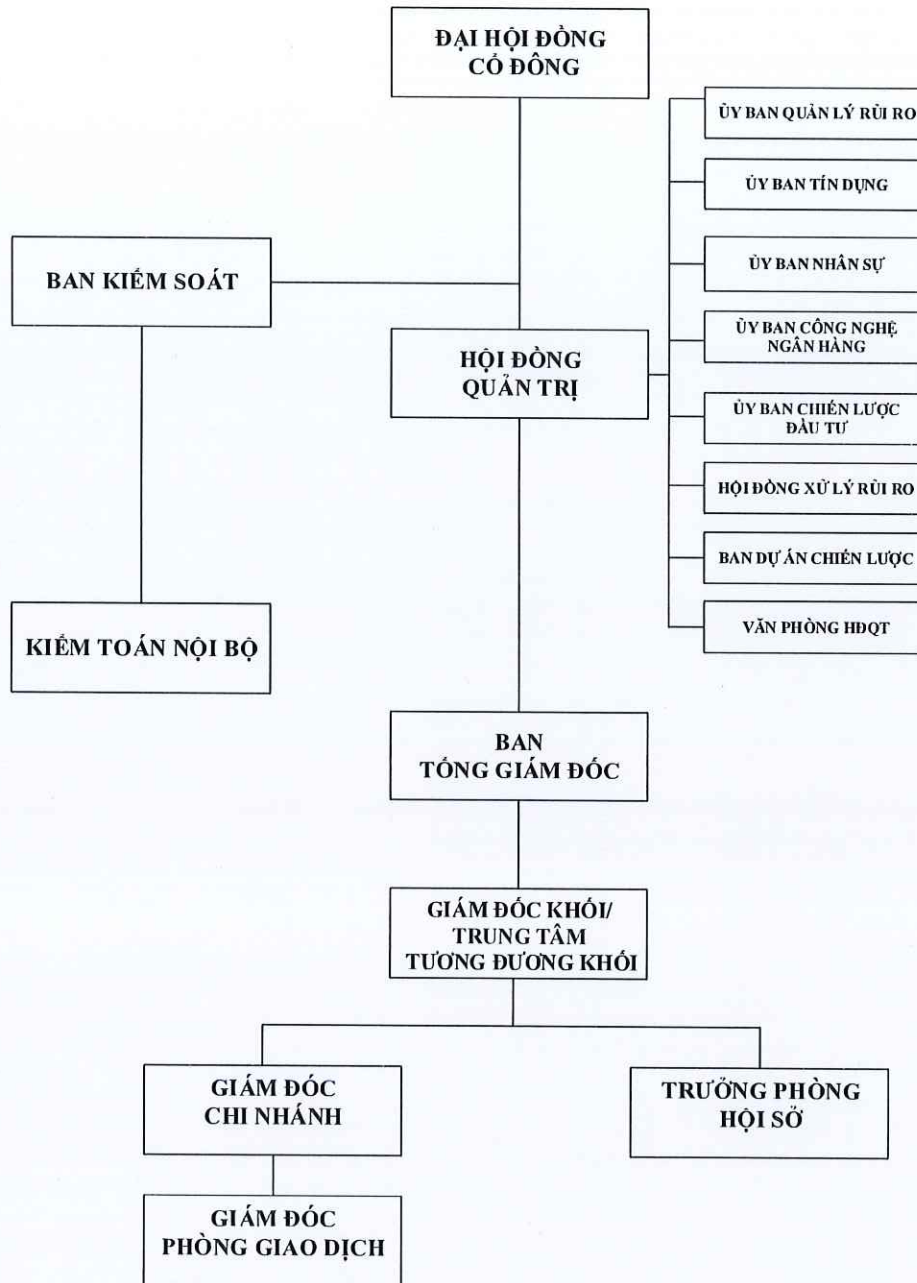 ĐẠI HỘI ĐỒNG
CỔ ĐÔNG
ỦY BAN QUẢN LÝ RỦI RO
ỦY BAN TÍN DỤNG
ỦY BAN NHÂN SỰ
BAN KIỂM SOÁT
ỦY BAN CÔNG NGHỆ
NGÂN HÀNG
HỘI ĐỒNG
QUẢN TRỊ
ỦY BAN CHIẾN LƯỢC
ĐẦU TƯ
HỘI ĐỒNG XỬ LÝ RỦI RO
BAN DỰ ÁN CHIẾN LƯỢC
VĂN PHÒNG HĐQT
KIỂM TOÁN NỘI BỘ
BAN
TỔNG GIÁM ĐỐC
GIÁM ĐỐC KHỐI/
TRUNG TÂM
TƯƠNG ĐƯƠNG KHỐI
GIÁM ĐỐC
CHI NHÁNH
TRƯỞNG PHÒNG
HỘI SỞ
GIÁM ĐỐC
PHÒNG GIAO DỊCH